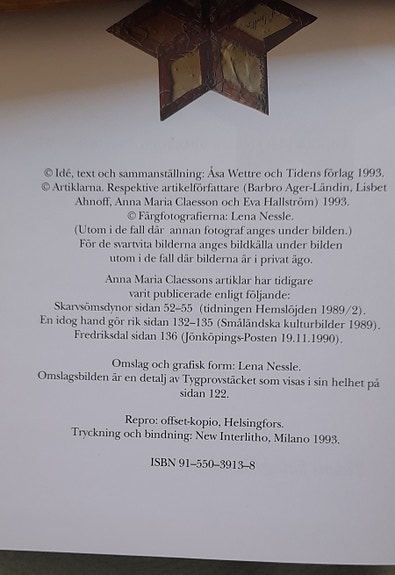 © Idé, text och sammanställning: Åsa Wettre och Tidens förlag 1993.
© Artiklarna. Respektive artikelförfattare (Barbro Ager-Ländin, Lisbet
Ahnoff, Anna Maria Claesson och Eva Hallström) 1993.
© Färgfotografierna: Lena Nessle.
(Utom i de fall där annan fotograf anges under bilden.)
För de svartvita bilderna anges bildkälla under bilden
utom i de fall där bilderna är i privat ägo.
Anna Maria Claessons artiklar har tidigare
varit publicerade enligt följande:
Skarvsömsdynor sidan 52–55 (tidningen Hemslöjden 1989/2).
En idog hand gör rik sidan 132–135 (Småländska kulturbilder 1989).
Fredriksdal sidan 136 (Jönköpings-Posten 19.11.1990).
Omslag och grafisk form: Lena Nessle.
Omslagsbilden är en detalj av Tygprovstäcket som visas i sin helhet på
sidan 122.
Repro: offset-kopio, Helsingfors.
Tryckning och bindning: New Interlitho, Milano 1993.
ISBN 91–550–3913–8